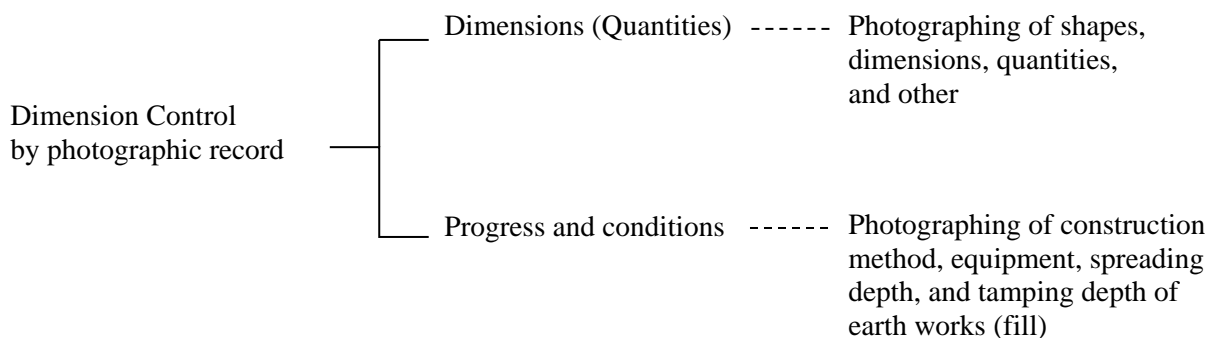 Dimensions (Quantities)
Photographing of shapes,
dimensions, quantities,
and other
Dimension Control
by photographic record
Progress and conditions
Photographing of construction
method, equipment, spreading
depth, and tamping depth of
earth works (fill)